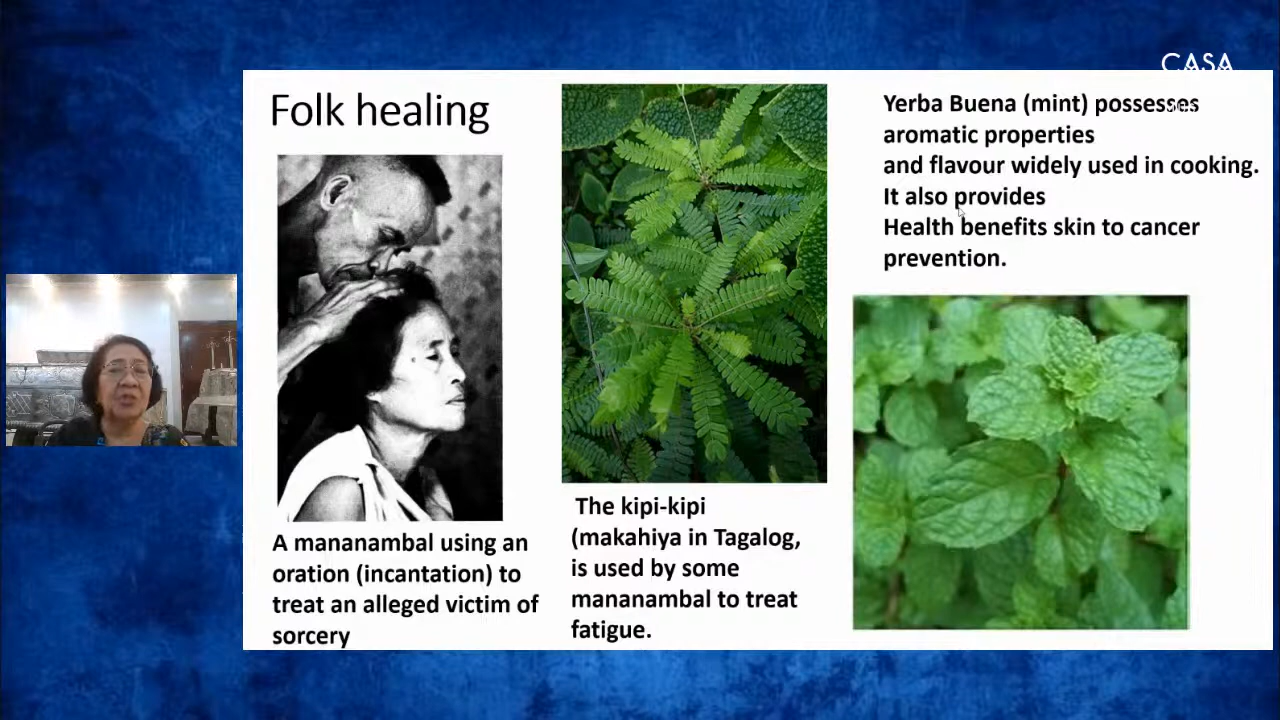 CASA
Folk healing
A mananambal using an
oration (incantation) to
treat an alleged victim of
sorcery
The kipi-kipi
(makahiya in Tagalog,
is used by some
mananambal to treat
fatigue.
Yerba Buena (mint) possesses
aromatic properties
and flavour widely used in cooking.
It also provides
Health benefits skin to cancer
prevention.